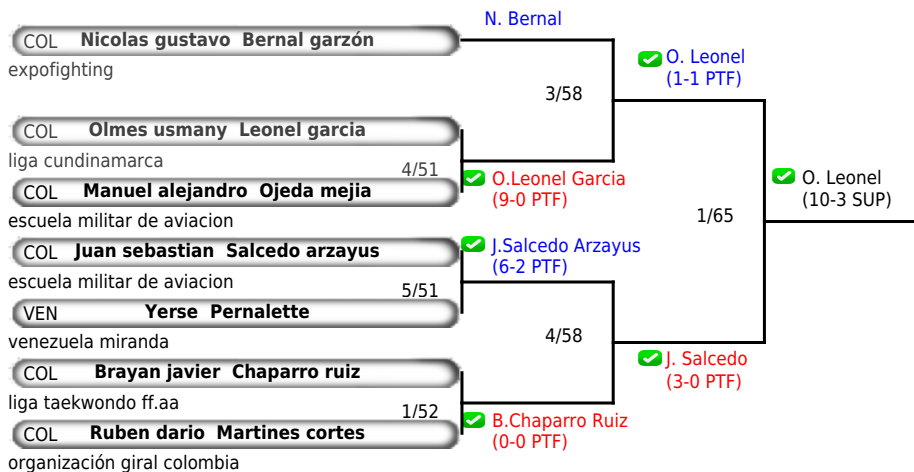 N. Bernal
COL Nicolas gustavo Bernal garzón
expofighting
O. Leonel
(1-1 PTF)
3/58
COL Olmes usmany Leonel garcia
liga cundinamarca
4/51
COL Manuel alejandro Ojeda mejia
O.Leonel Garcia
(9-0 PTF)
O. Leonel
(10-3 SUP)
escuela militar de aviacion
1/65
COL Juan sebastian Salcedo arzayus
J.Salcedo Arzayus
(6-2 PTF)
escuela militar de aviacion
5/51
VEN Yerse Pernalette
venezuela miranda
4/58
COL Brayan javier Chaparro ruiz
J. Salcedo
(3-0 PTF)
liga taekwondo ff.aa
1/52
COL Ruben dario Martines cortes
B.Chaparro Ruiz
(0-0 PTF)
organización giral colombia